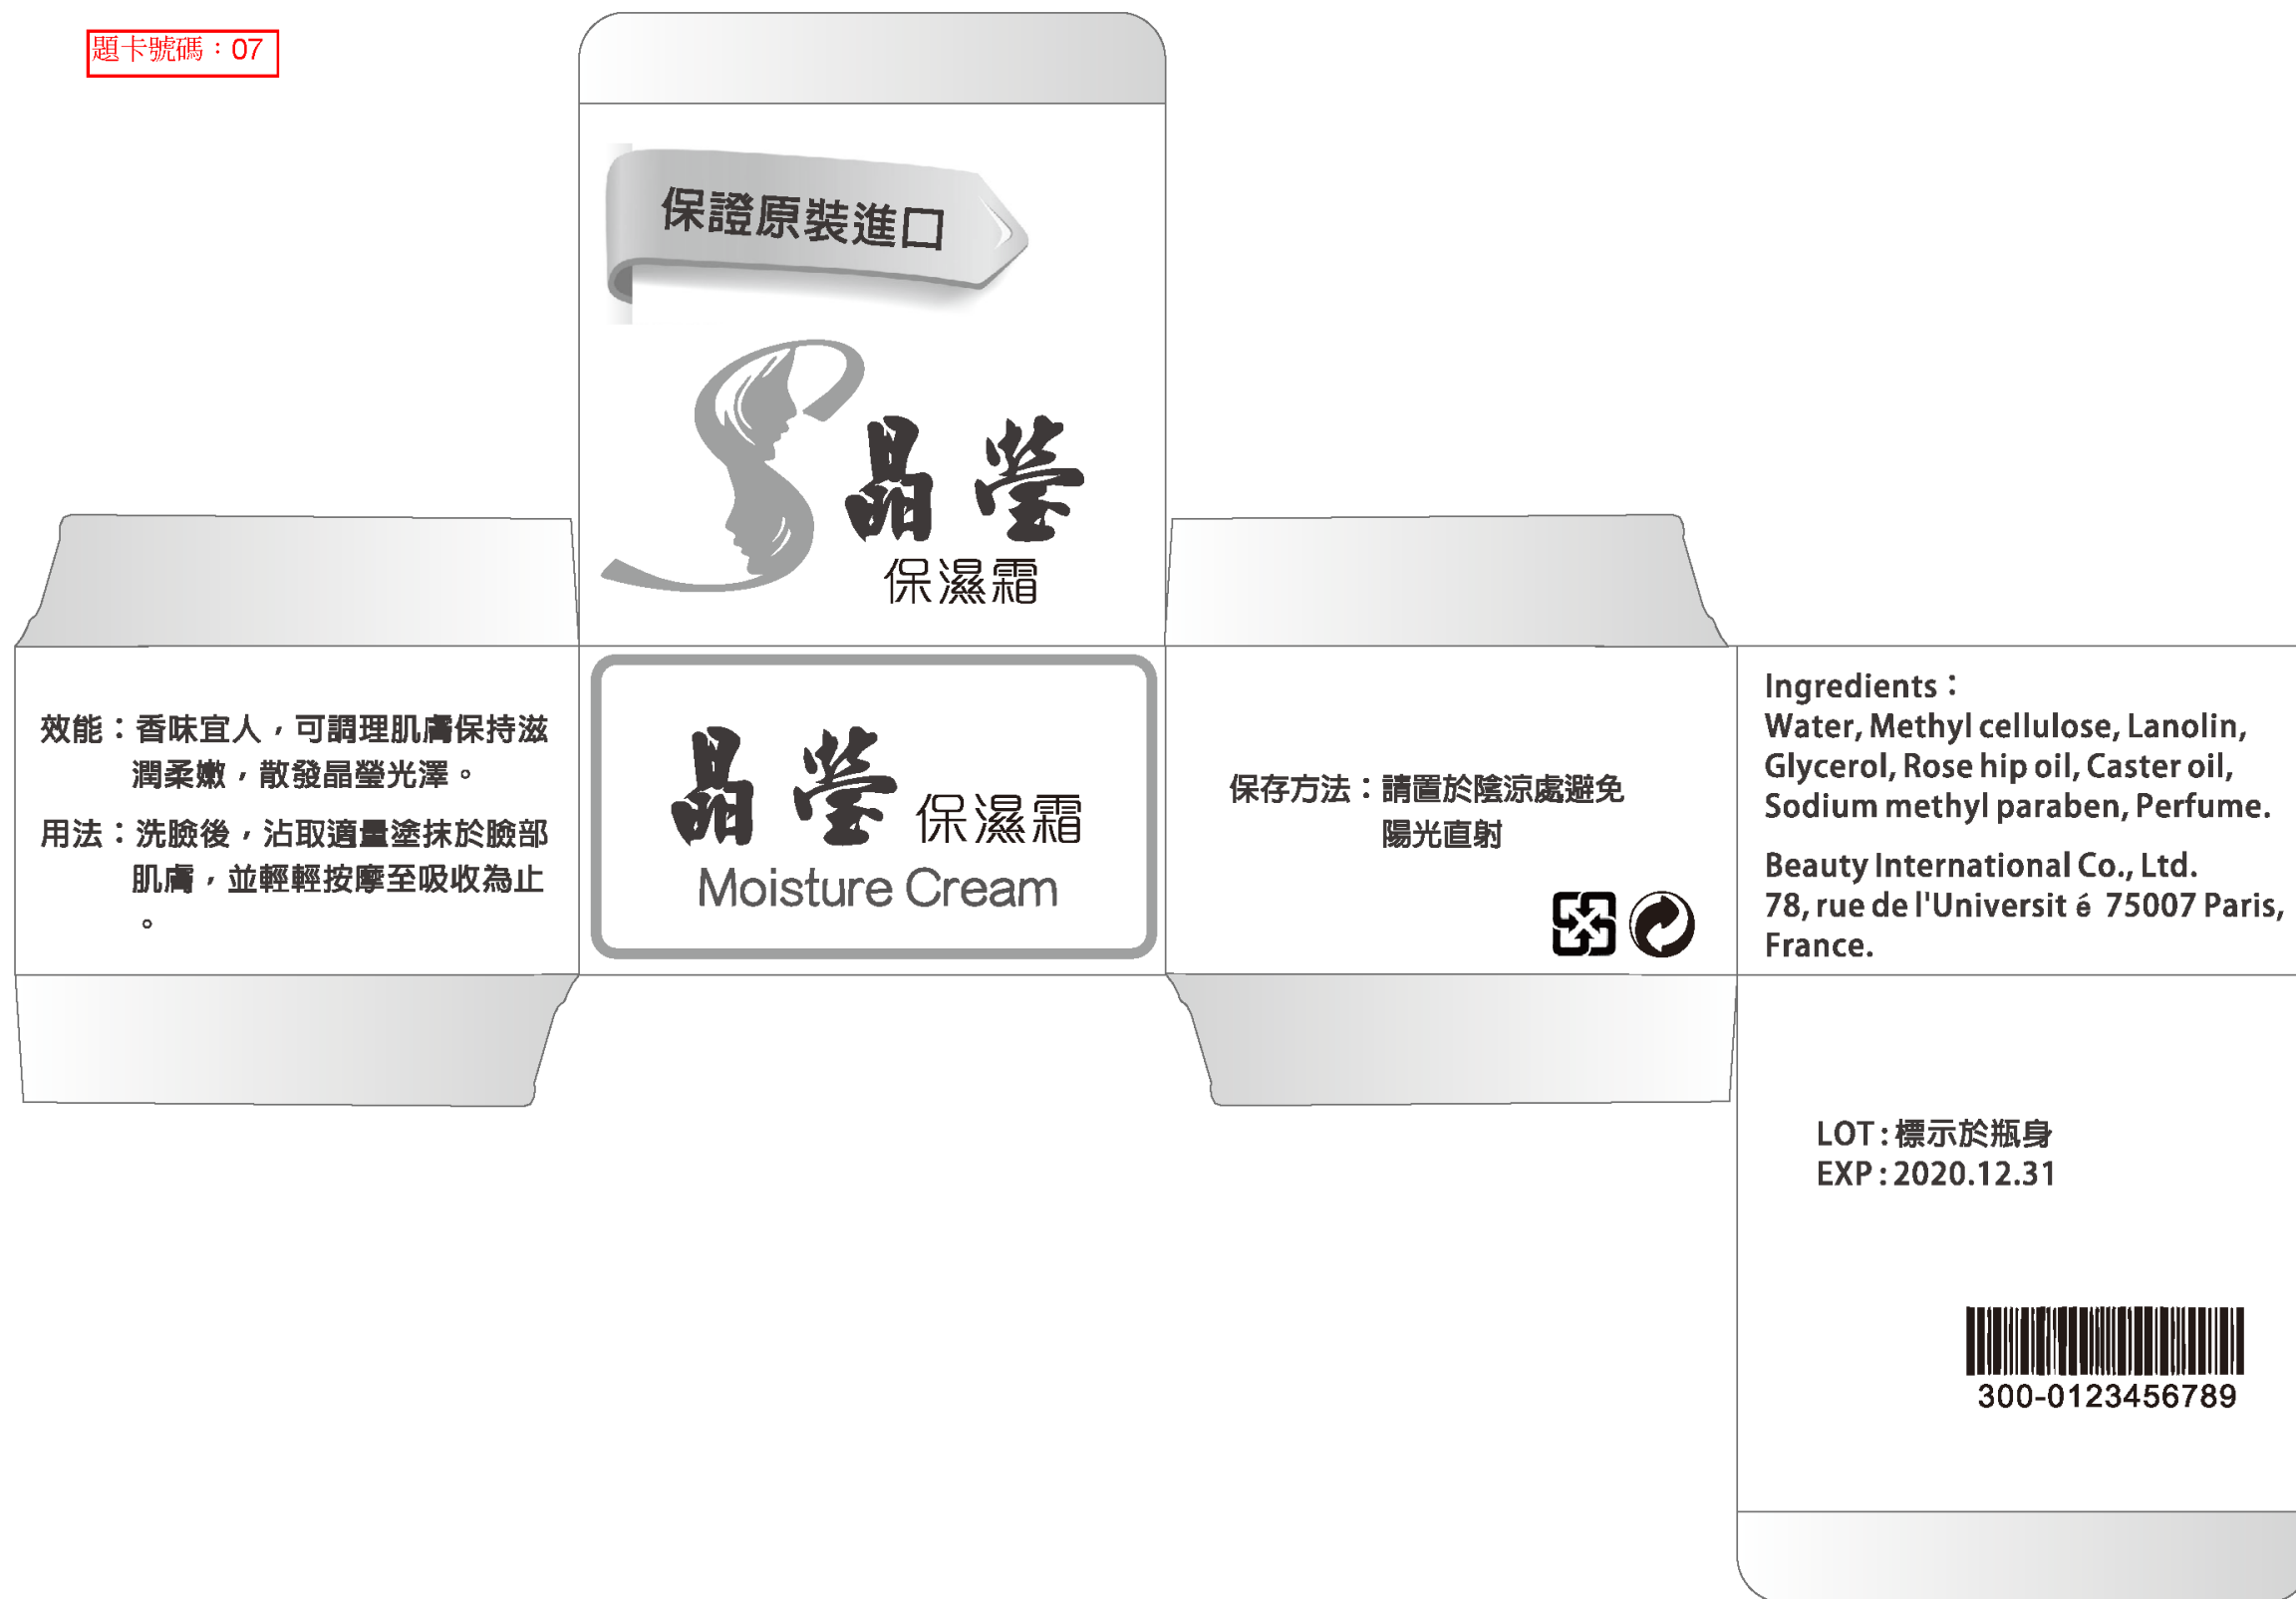 題卡號碼：07
保證原裝進口
晶瑩
保濕霜
效能：香味宜人，可調理肌膚保持滋
潤柔嫩，散發晶瑩光澤。
用法：洗臉後，沾取適量塗抹於臉部
肌膚，並輕輕按摩至吸收為止
。
晶瑩保濕霜
Moisture Cream
保存方法：請置於陰涼處避免
陽光直射
Ingredients：
Water, Methyl cellulose, Lanolin,
Glycerol, Rose hip oil, Caster oil,
Sodium methyl paraben, Perfume.
Beauty International Co., Ltd.
78, rue de l'Universit é 75007 Paris,
France.
LOT : 標示於瓶身
EXP : 2020.12.31
300-0123456789